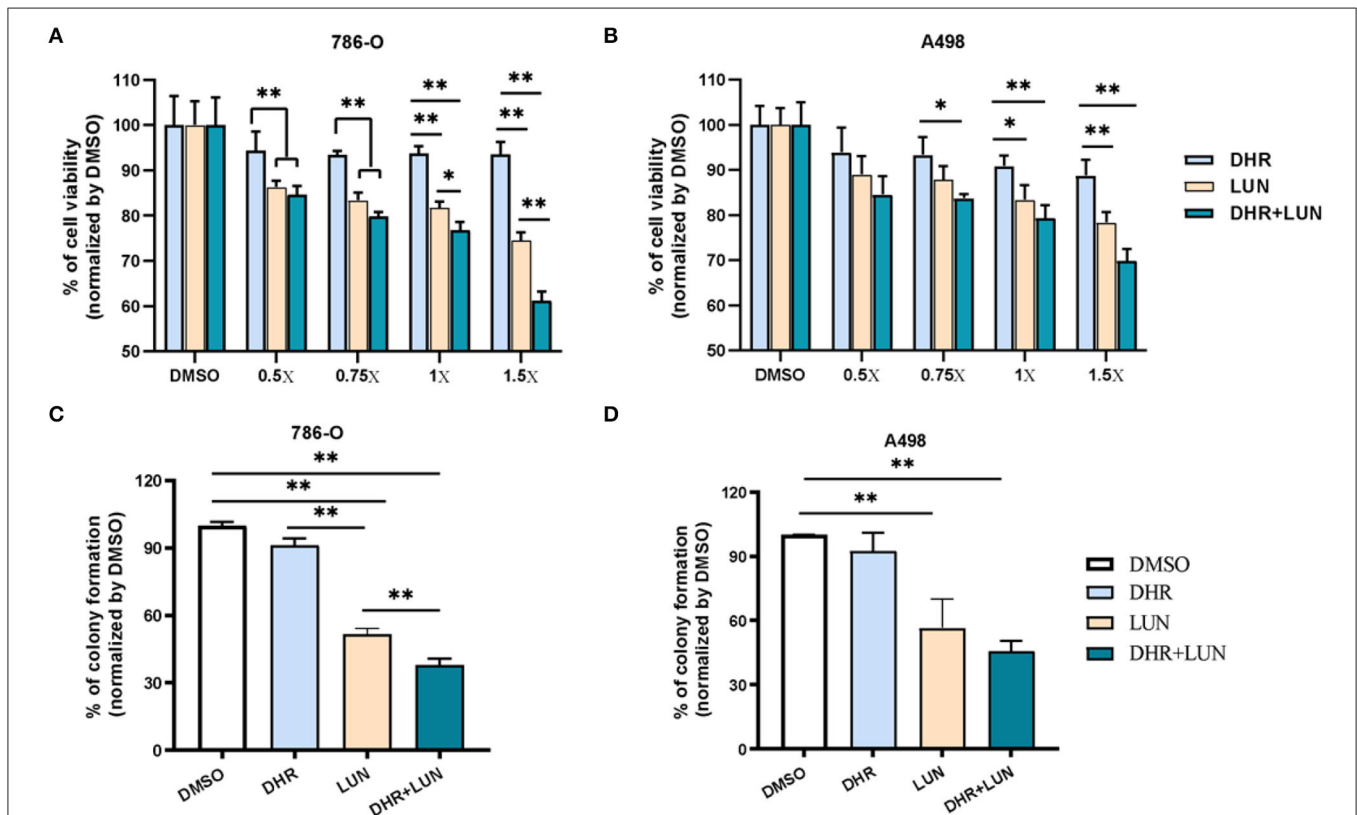 A
786-O
% of cell viability
(normalized by DMSO)
110
100
90
80
70
60
50
** ** ** ** * ** ** **
DMSO 0.5X 0.75X 1X 1.5X
B
A498
% of cell viability
(normalized by DMSO)
110
100
90
80
70
60
50
* ** * ** **
DMSO 0.5X 0.75X 1X 1.5X
DHR
LUN
DHR+LUN
C
786-O
% of colony formation
(normalized by DMSO)
120
90
60
30
0
**
**
**
**
DMSO DHR LUN DHR+LUN
D
A498
% of colony formation
(normalized by DMSO)
120
90
60
30
0
**
**
DMSO DHR LUN DHR+LUN
DMSO
DHR
LUN
DHR+LUN